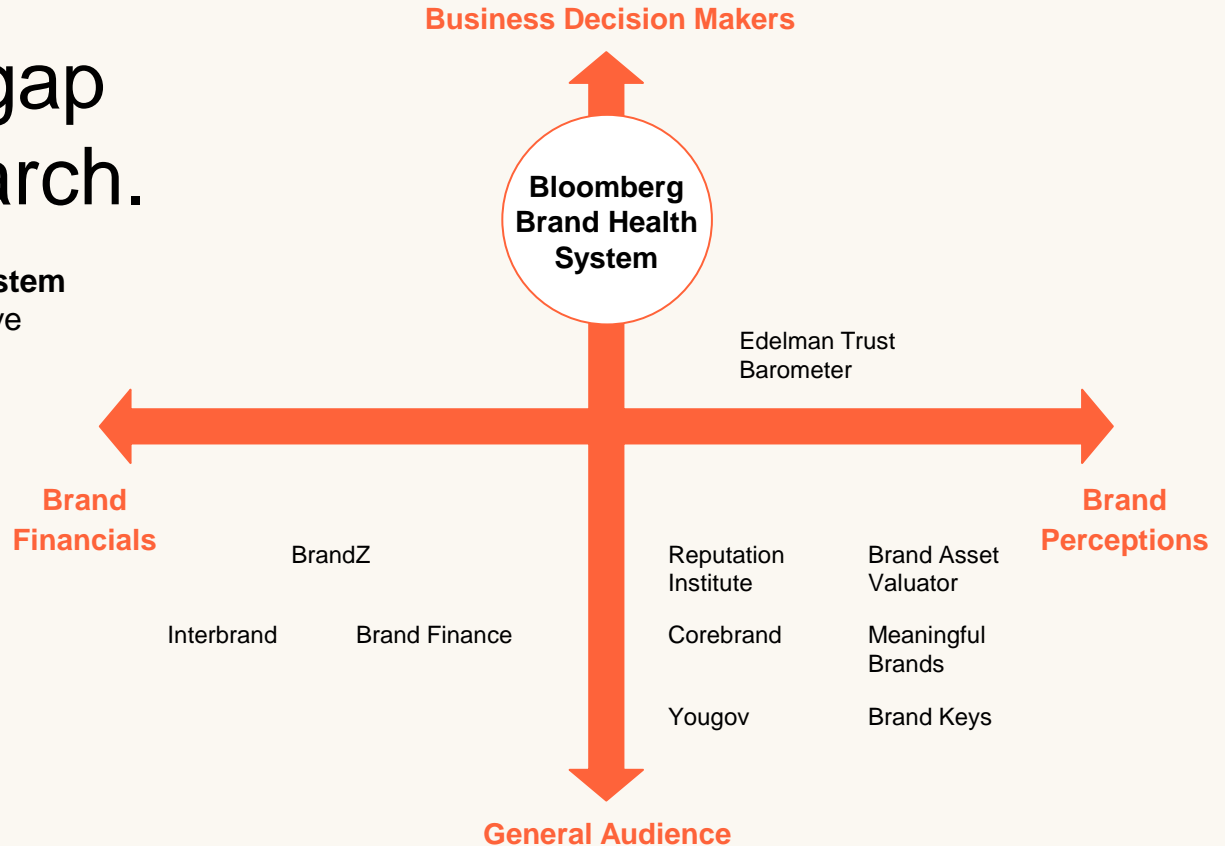 Business Decision Makers
gap
arch.
Bloomberg
Brand Health
System
stem
ve
Edelman Trust
Barometer
Brand
Financials
Brand
Perceptions
BrandZ
Reputation
Institute
Brand Asset
Valuator
Interbrand
Brand Finance
Corebrand
Meaningful
Brands
Yougov
Brand Keys
General Audience